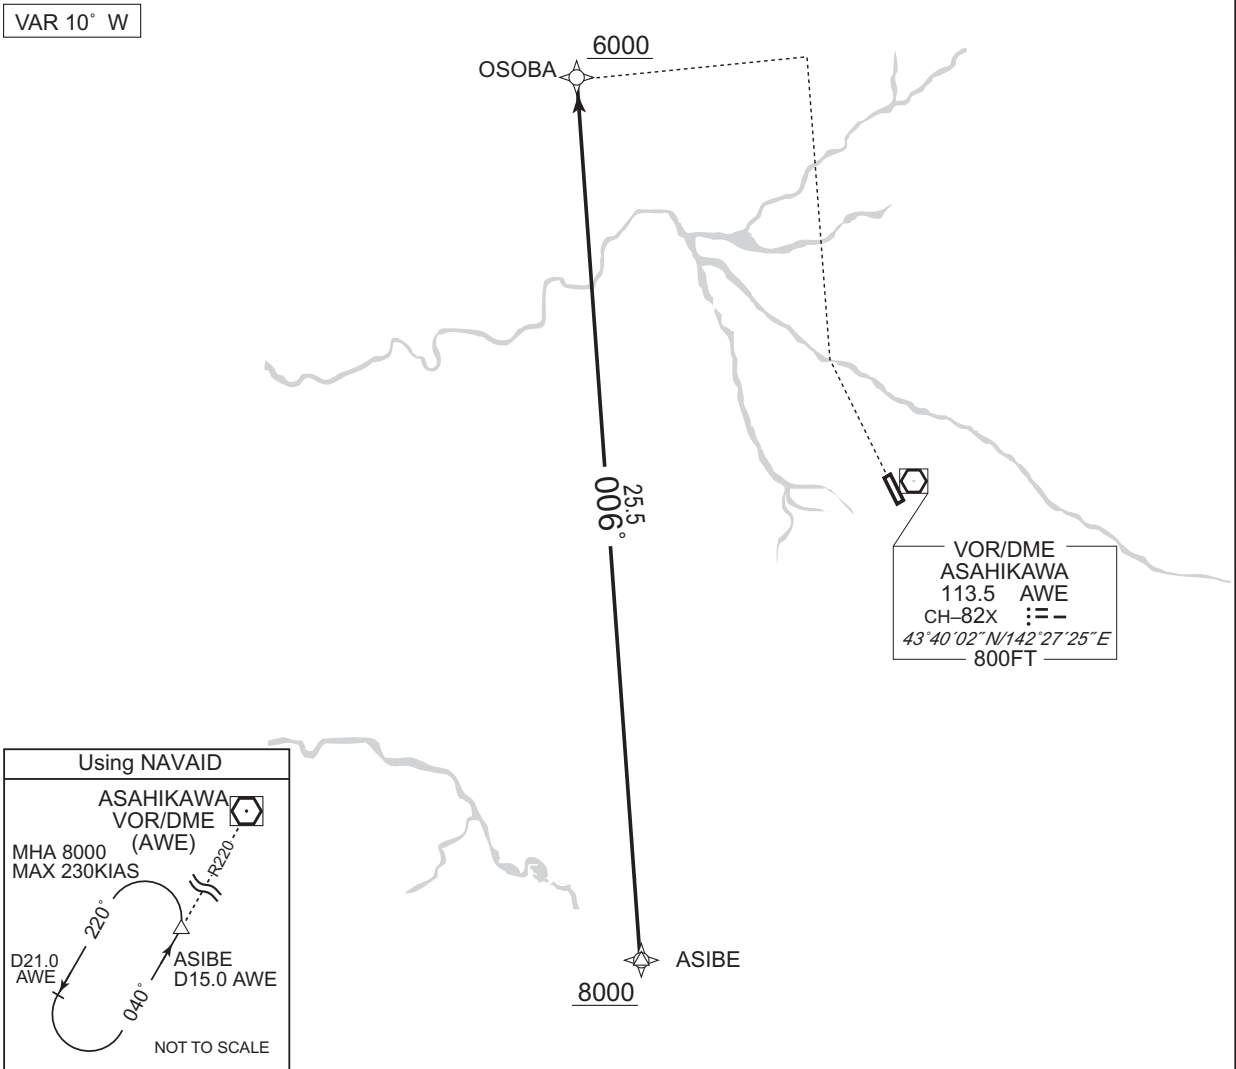 VAR 10° W
6000
OSOBA
25.5
006°
VOR/DME
ASAHIKAWA
113.5 AWE
CH–82X
43°40′02″N/142°27′25″E
800FT
ASIBE
8000
Using NAVAID
ASAHIKAWA
VOR/DME
(AWE)
R220
MHA 8000
MAX 230KIAS
220°
D21.0
AWE
ASIBE
D15.0 AWE
040°
NOT TO SCALE